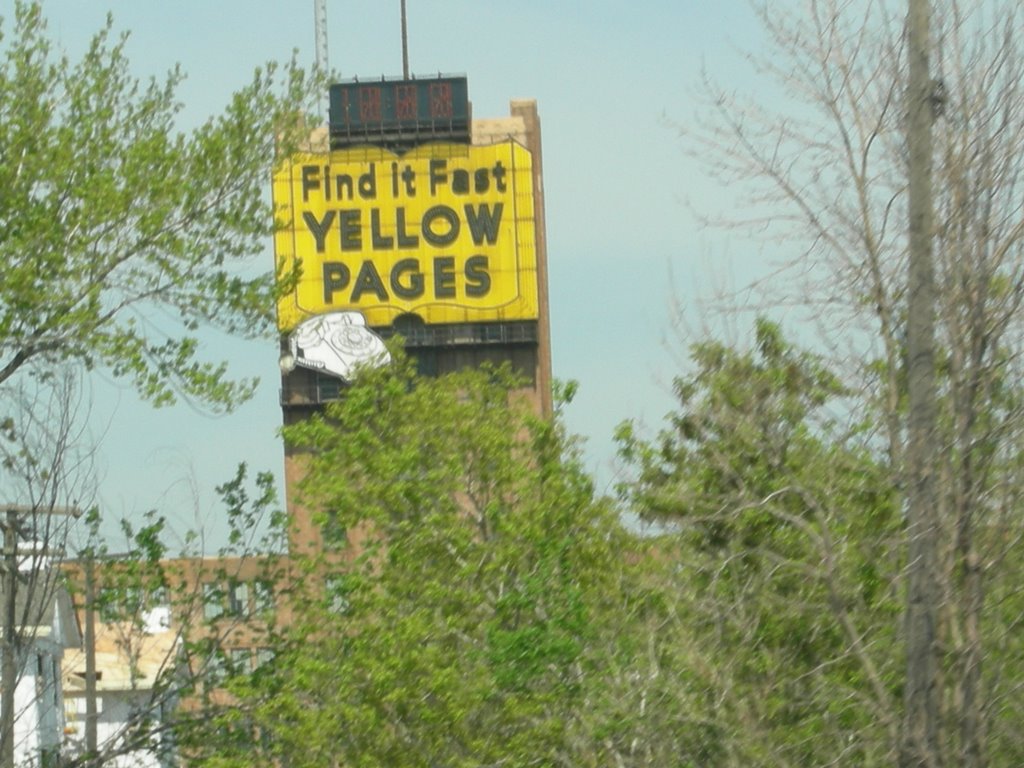 Find it Fast
YELLOW
PAGES